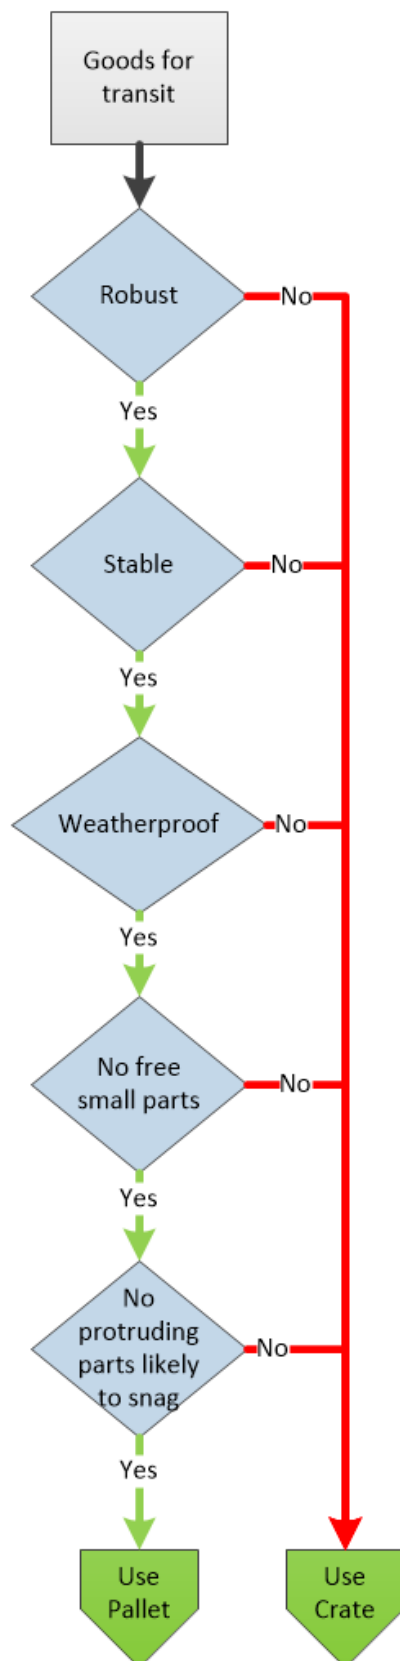 Goods for
transit
Robust
No
Yes
Stable
No
Yes
Weatherproof
No
Yes
No free
small parts
No
Yes
No
protruding
parts likely
to snag
No
Yes
Use
Pallet
Use
Crate